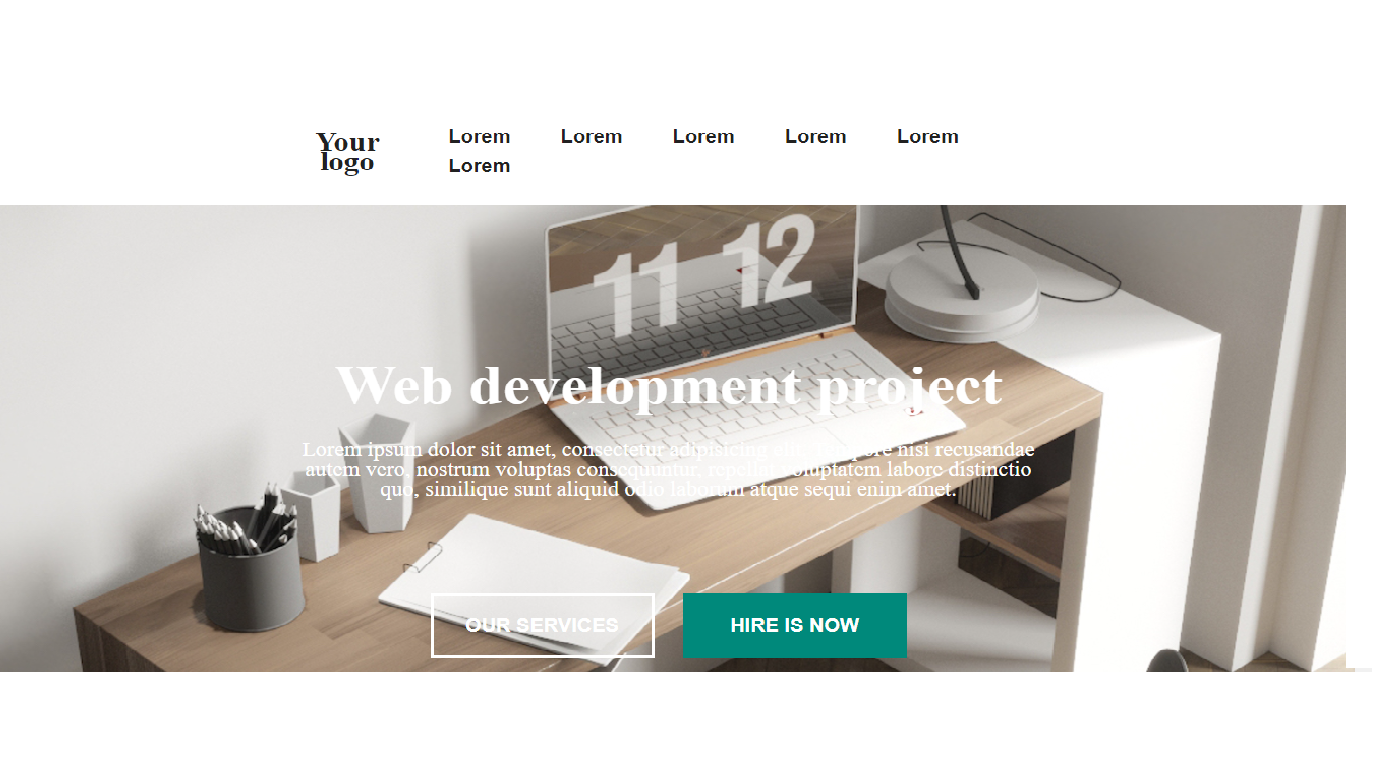 Your
logo
Lorem Lorem Lorem Lorem Lorem
Lorem
11 12
Web development project
Lorem ipsum dolor sit amet, consectetur adipisicing elit. Tempore nisi recusandae
autem vero, nostrum voluptas consequuntur, repellat voluptatem labore distinctio
quo, similique sunt aliquid odio laborum atque sequi enim amet.
OUR SERVICES HIRE IS NOW